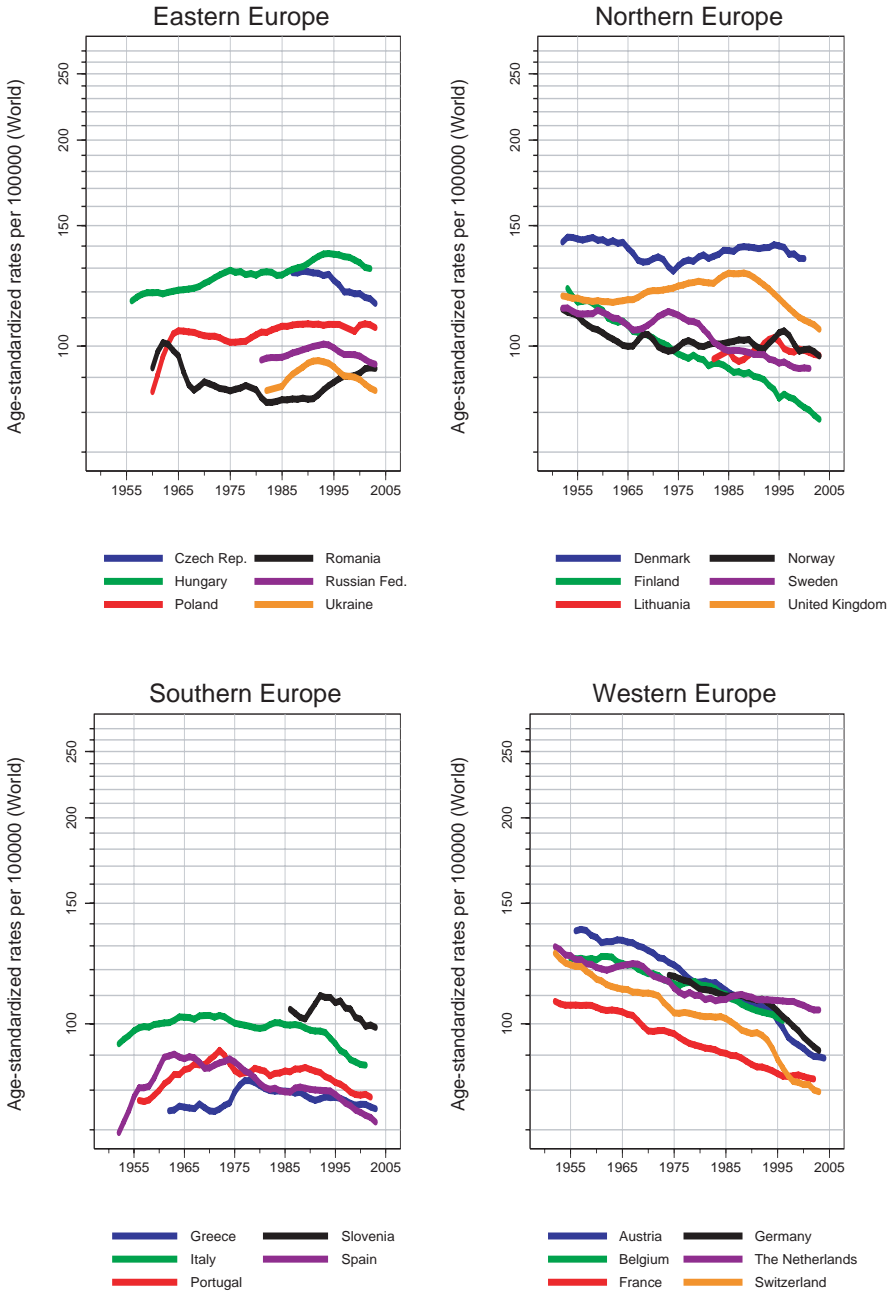 Eastern Europe
Age-standardized rates per 100000 (World)
250
200
150
100
1955 1965 1975 1985 1995 2005
Czech Rep. Romania
Hungary Russian Fed.
Poland Ukraine
Northern Europe
Age-standardized rates per 100000 (World)
250
200
150
100
1955 1965 1975 1985 1995 2005
Denmark Norway
Finland Sweden
Lithuania United Kingdom
Southern Europe
Age-standardized rates per 100000 (World)
250
200
150
100
1955 1965 1975 1985 1995 2005
Greece Slovenia
Italy Spain
Portugal
Western Europe
Age-standardized rates per 100000 (World)
250
200
150
100
1955 1965 1975 1985 1995 2005
Austria Germany
Belgium The Netherlands
France Switzerland